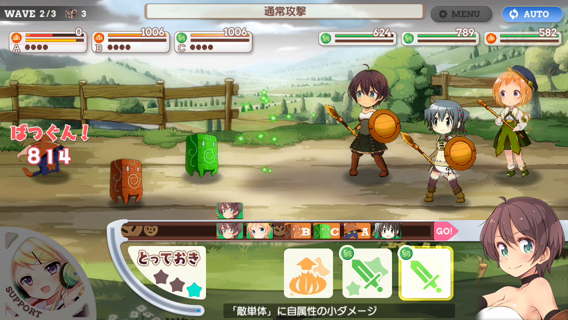 WAVE 2/3 3
通常攻撃
MENU
AUTO
0
1006
1006
624
789
582
A
B
C
ばつぐん!
814
B
C
A
GO!
とっておき
SUPPORT
「敵単体」に自属性の小ダメージ